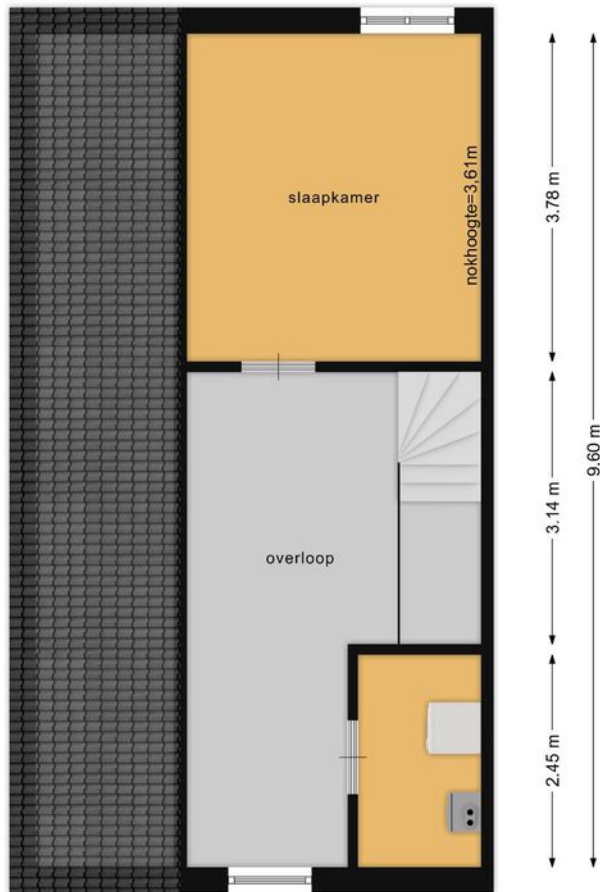 slaapkamer
nokhoogte=3,61m
3.78 m
9.60 m
3.14 m
overloop
2.45 m